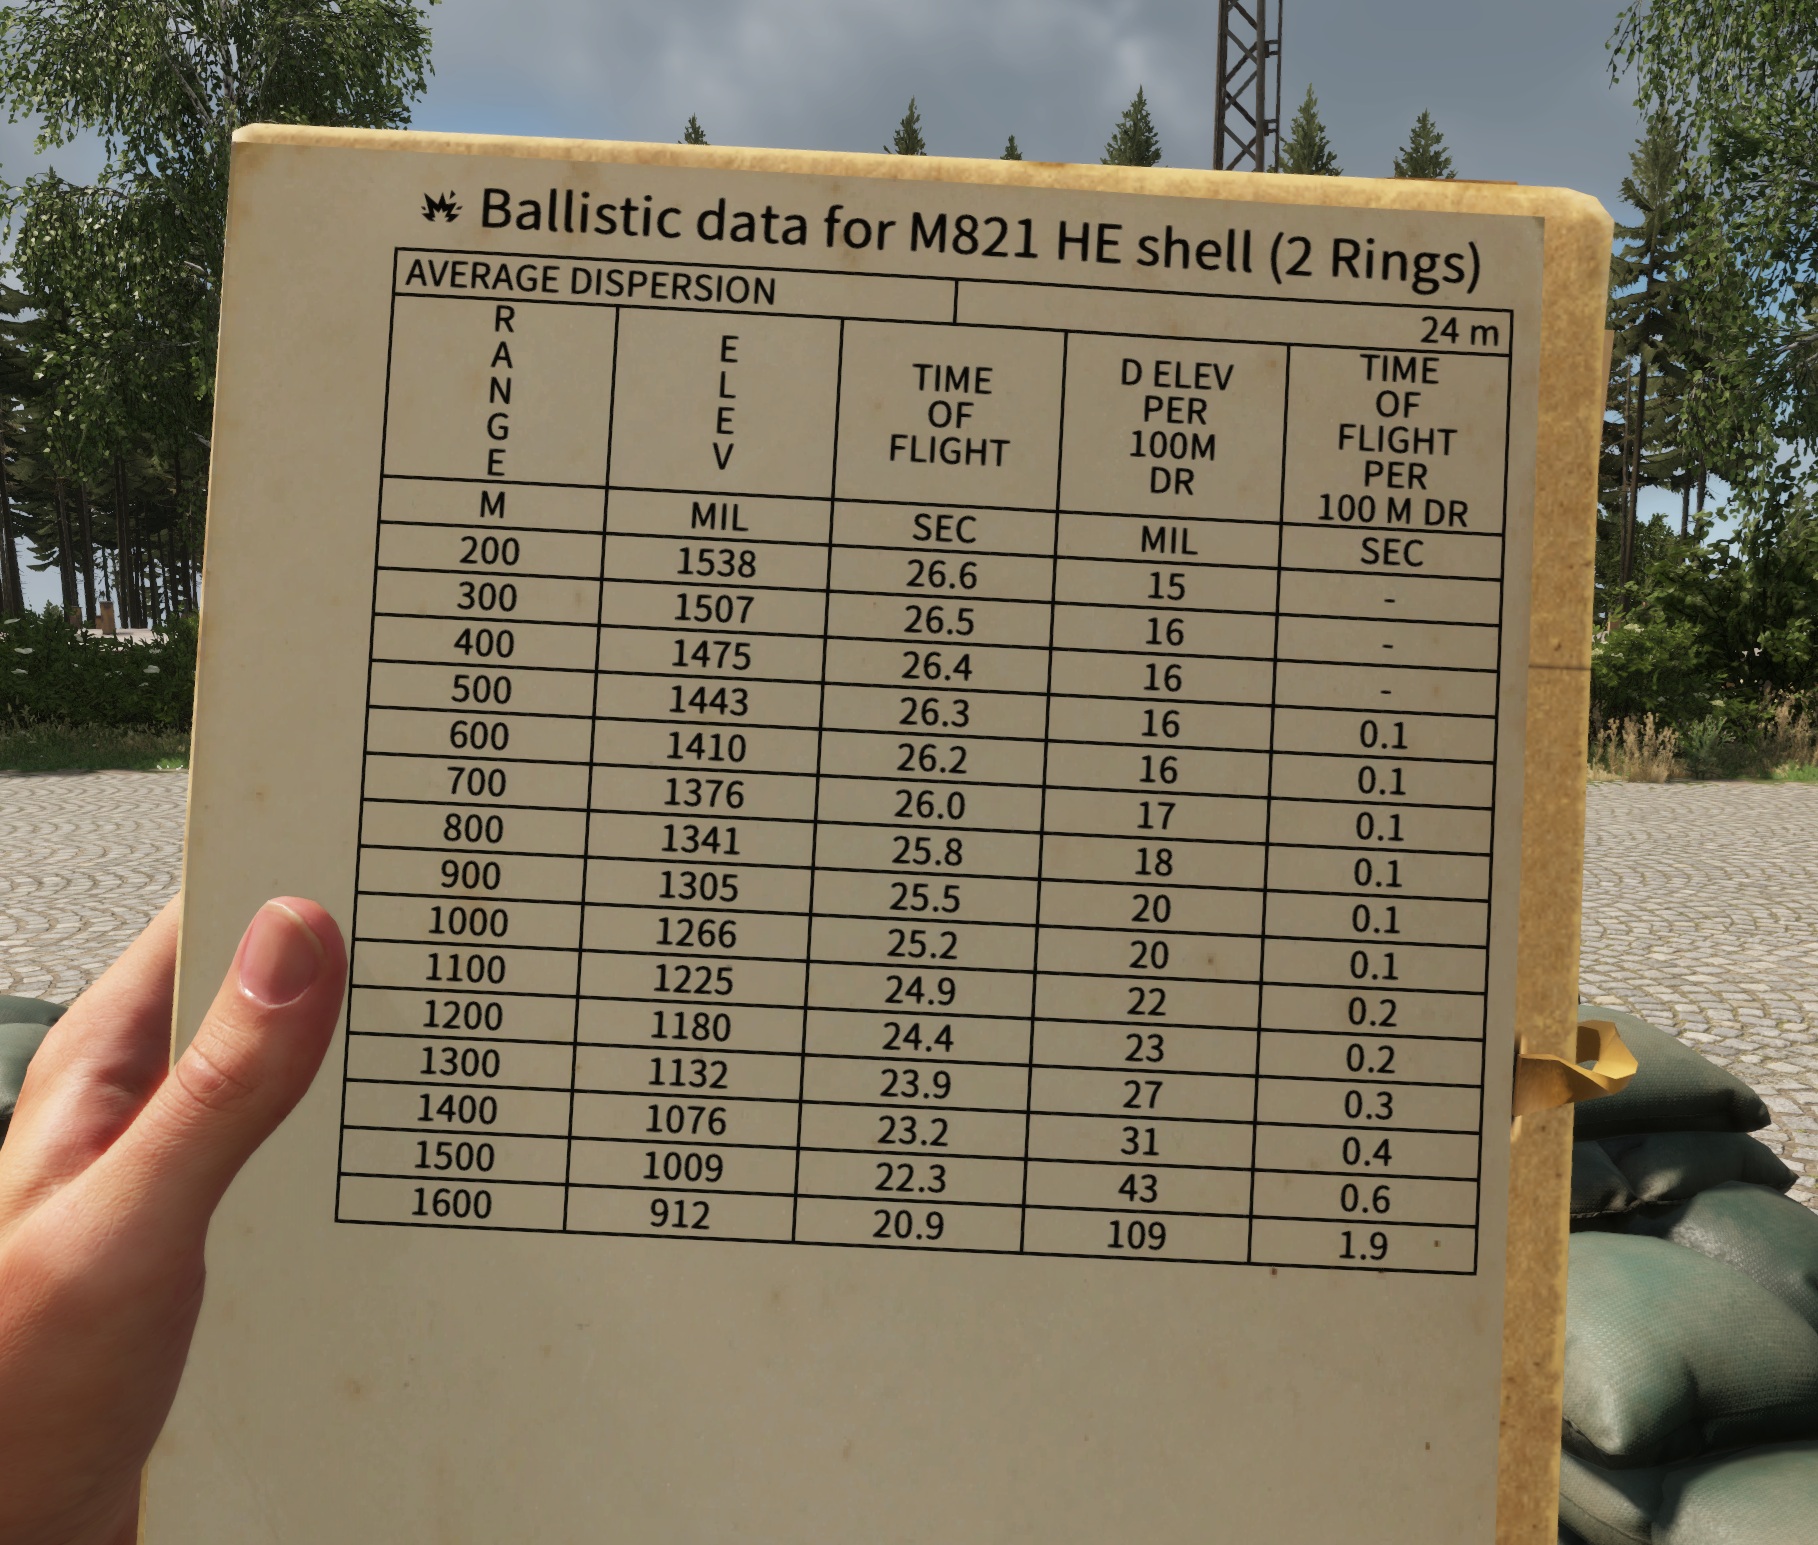 Ballistic data for M821 HE shell (2 Rings)
AVERAGE DISPERSION 24 m
RANGE ELEV TIME OF FLIGHT D ELEV PER 100M DR TIME OF FLIGHT PER 100 M DR
M MIL SEC MIL SEC
200 1538 26.6 15 -
300 1507 26.5 16 -
400 1475 26.4 16 -
500 1443 26.3 16 0.1
600 1410 26.2 16 0.1
700 1376 26.0 17 0.1
800 1341 25.8 18 0.1
900 1305 25.5 20 0.1
1000 1266 25.2 20 0.1
1100 1225 24.9 22 0.2
1200 1180 24.4 23 0.2
1300 1132 23.9 27 0.3
1400 1076 23.2 31 0.4
1500 1009 22.3 43 0.6
1600 912 20.9 109 1.9